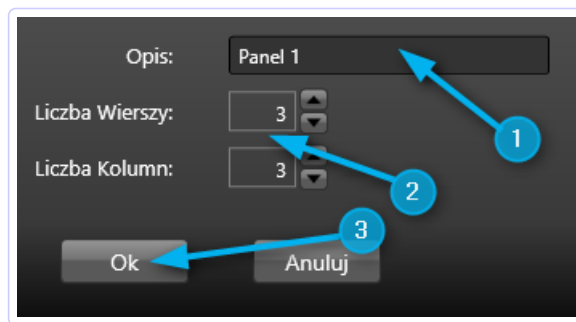 Opis: Panel 1
1
Liczba Wierszy: 3
Liczba Kolumn: 3
2
3
Ok Anuluj